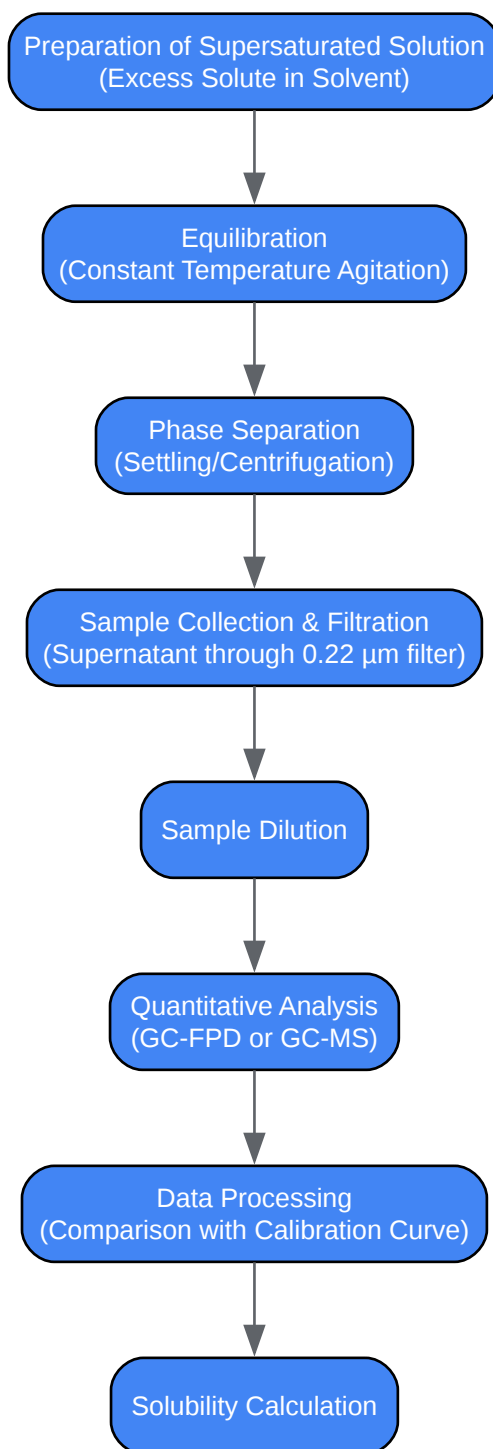 Preparation of Supersaturated Solution
(Excess Solute in Solvent)
Equilibration
(Constant Temperature Agitation)
Phase Separation
(Settling/Centrifugation)
Sample Collection & Filtration
(Supernatant through 0.22 µm filter)
Sample Dilution
Quantitative Analysis
(GC-FPD or GC-MS)
Data Processing
(Comparison with Calibration Curve)
Solubility Calculation